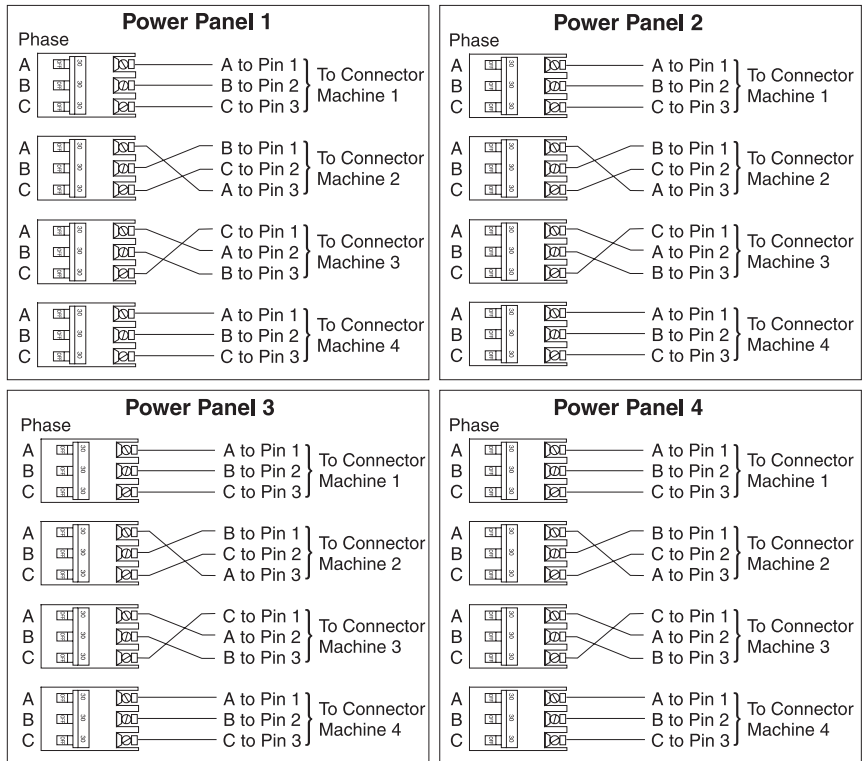 Power Panel 1
Phase
A A to Pin 1
B B to Pin 2
C C to Pin 3
To Connector
Machine 1
A B to Pin 1
B C to Pin 2
C A to Pin 3
To Connector
Machine 2
A C to Pin 1
B A to Pin 2
C B to Pin 3
To Connector
Machine 3
A A to Pin 1
B B to Pin 2
C C to Pin 3
To Connector
Machine 4
Power Panel 2
Phase
A A to Pin 1
B B to Pin 2
C C to Pin 3
To Connector
Machine 1
A B to Pin 1
B C to Pin 2
C A to Pin 3
To Connector
Machine 2
A C to Pin 1
B A to Pin 2
C B to Pin 3
To Connector
Machine 3
A A to Pin 1
B B to Pin 2
C C to Pin 3
To Connector
Machine 4
Power Panel 3
Phase
A A to Pin 1
B B to Pin 2
C C to Pin 3
To Connector
Machine 1
A B to Pin 1
B C to Pin 2
C A to Pin 3
To Connector
Machine 2
A C to Pin 1
B A to Pin 2
C B to Pin 3
To Connector
Machine 3
A A to Pin 1
B B to Pin 2
C C to Pin 3
To Connector
Machine 4
Power Panel 4
Phase
A A to Pin 1
B B to Pin 2
C C to Pin 3
To Connector
Machine 1
A B to Pin 1
B C to Pin 2
C A to Pin 3
To Connector
Machine 2
A C to Pin 1
B A to Pin 2
C B to Pin 3
To Connector
Machine 3
A A to Pin 1
B B to Pin 2
C C to Pin 3
To Connector
Machine 4